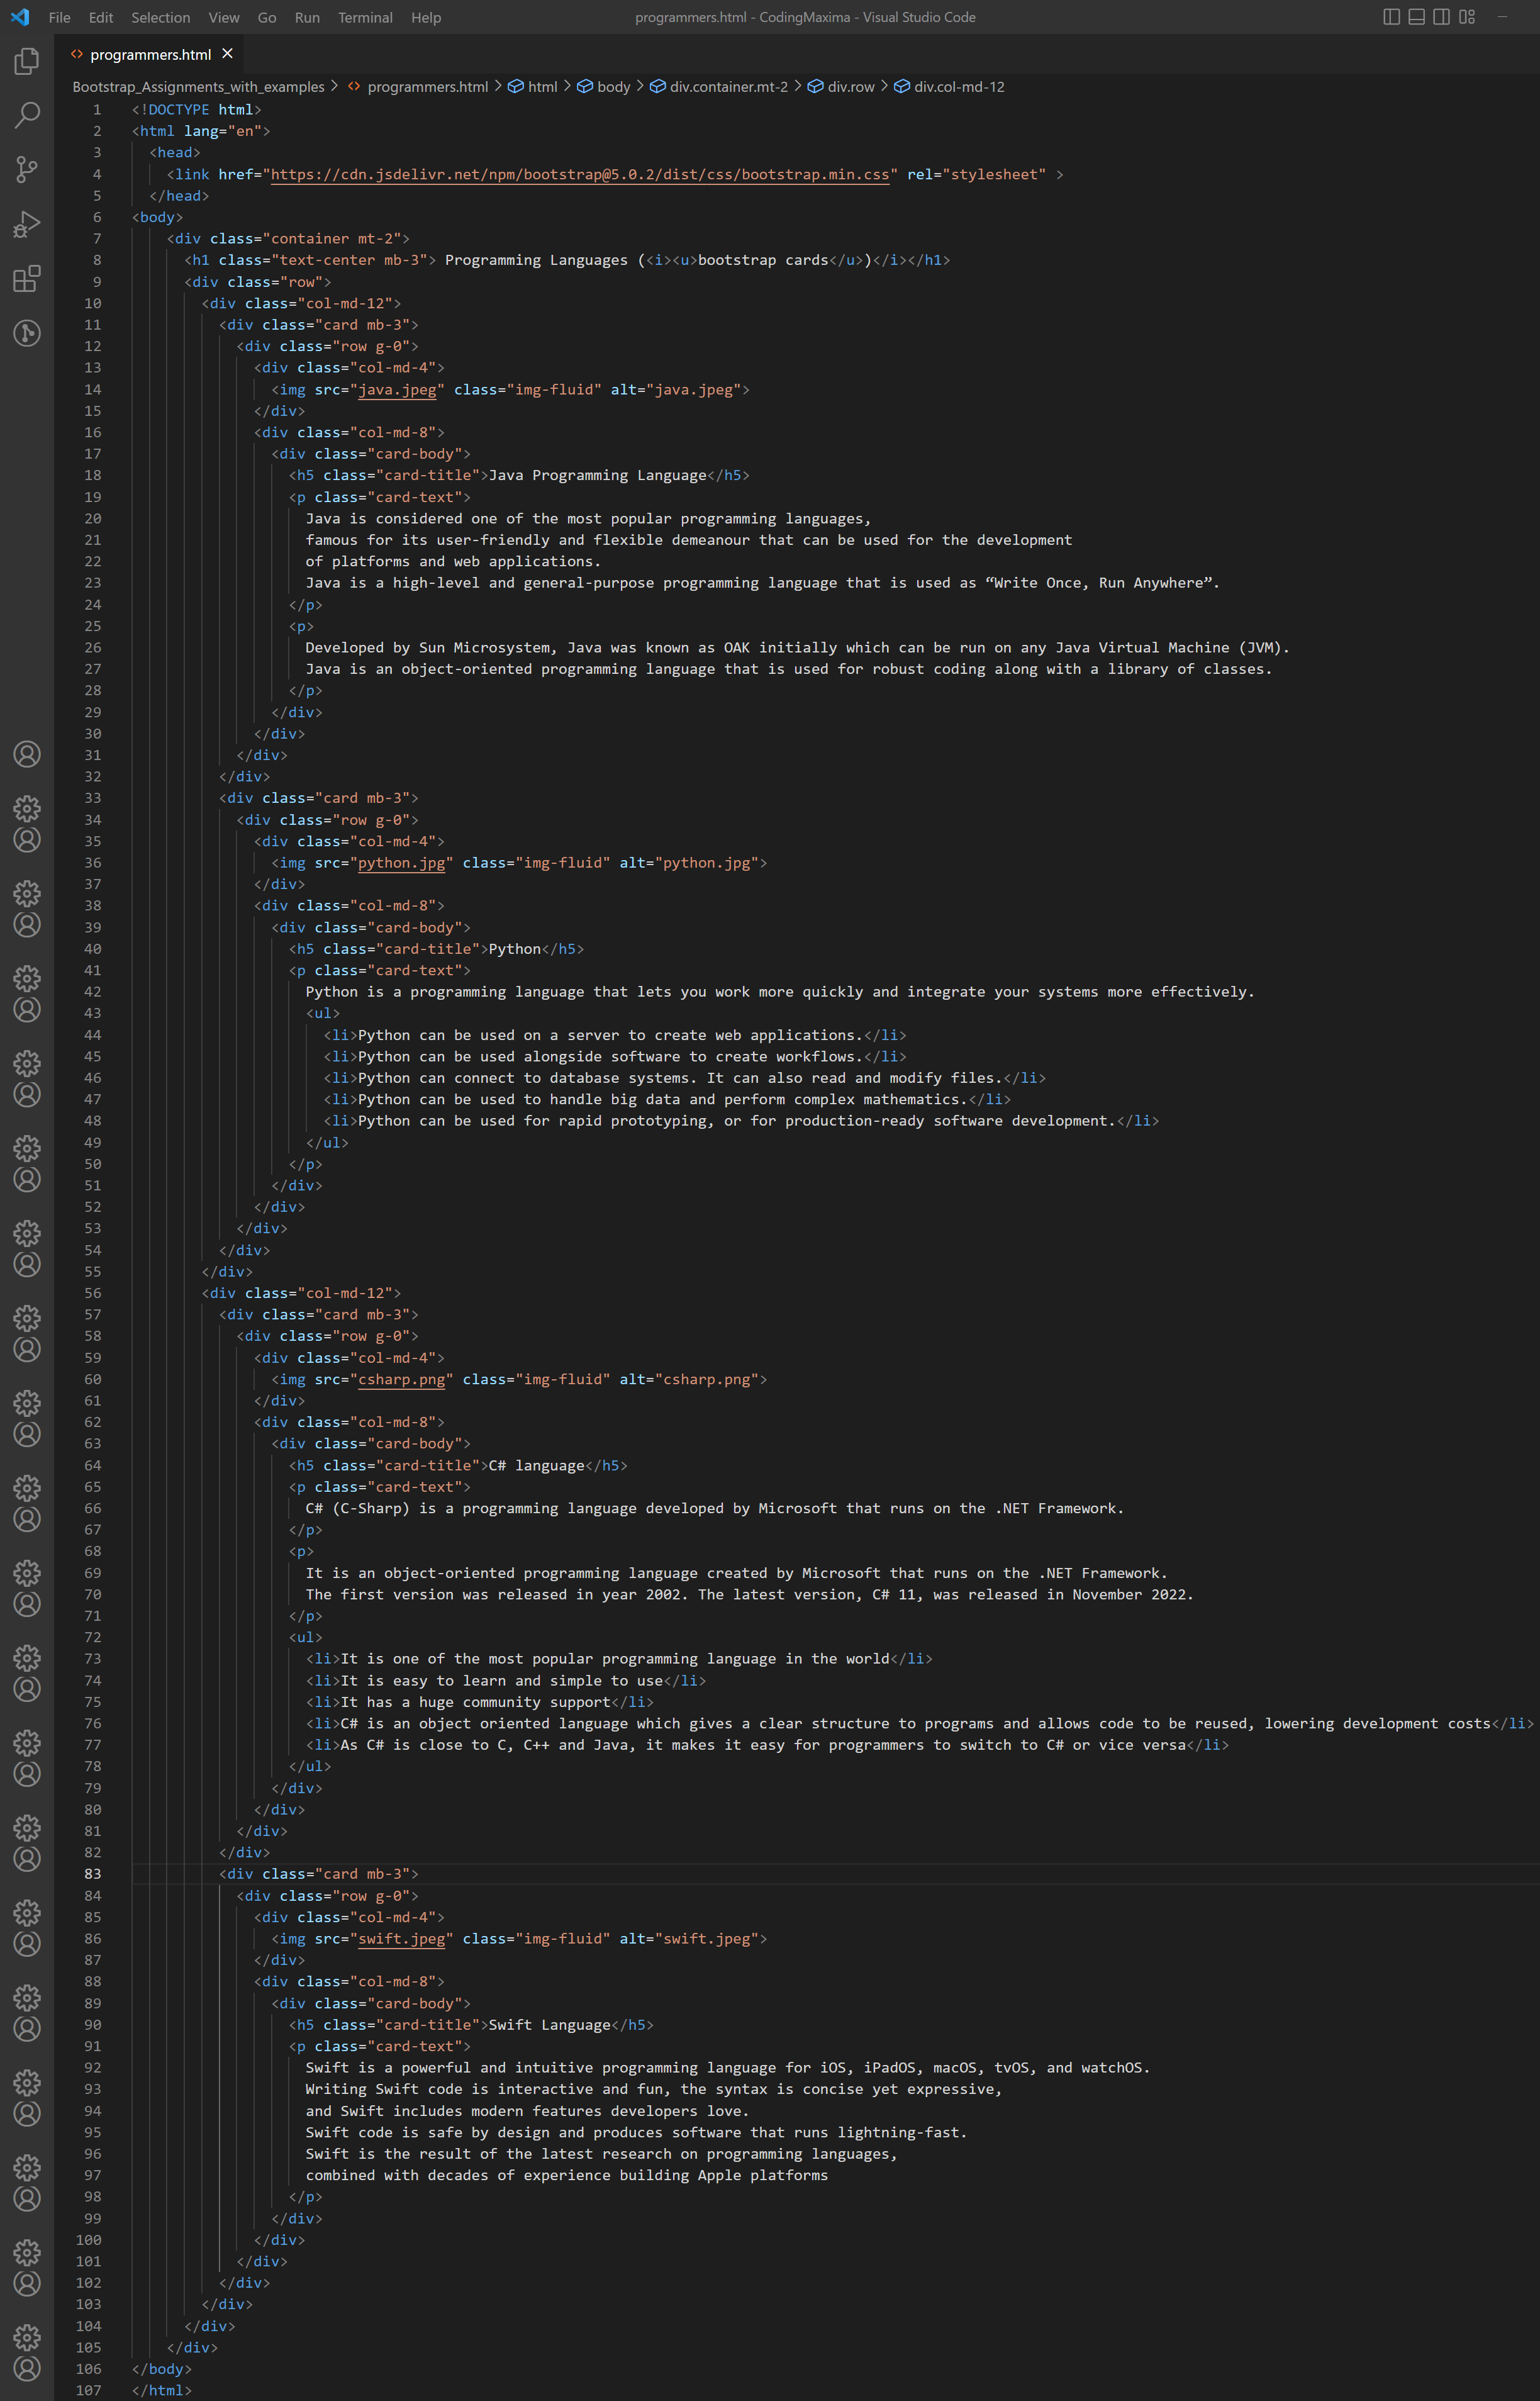 File Edit Selection View Go Run Terminal Help programmers.html - CodingMaxima - Visual Studio Code
programmers.html
Bootstrap_Assignments_with_examples > programmers.html > html > body > div.container.mt-2 > div.row > div.col-md-12
1 <!DOCTYPE html>
2 <html lang="en">
3 <head>
4 <link href="https://cdn.jsdelivr.net/npm/bootstrap@5.0.2/dist/css/bootstrap.min.css" rel="stylesheet" >
5 </head>
6 <body>
7 <div class="container mt-2">
8 <h1 class="text-center mb-3"> Programming Languages (<i><u>bootstrap cards</u>)</i></h1>
9 <div class="row">
10 <div class="col-md-12">
11 <div class="card mb-3">
12 <div class="row g-0">
13 <div class="col-md-4">
14 <img src="java.jpeg" class="img-fluid" alt="java.jpeg">
15 </div>
16 <div class="col-md-8">
17 <div class="card-body">
18 <h5 class="card-title">Java Programming Language</h5>
19 <p class="card-text">
20 Java is considered one of the most popular programming languages,
21 famous for its user-friendly and flexible demeanour that can be used for the development
22 of platforms and web applications.
23 Java is a high-level and general-purpose programming language that is used as “Write Once, Run Anywhere”.
24 </p>
25 <p>
26 Developed by Sun Microsystem, Java was known as OAK initially which can be run on any Java Virtual Machine (JVM).
27 Java is an object-oriented programming language that is used for robust coding along with a library of classes.
28 </p>
29 </div>
30 </div>
31 </div>
32 </div>
33 <div class="card mb-3">
34 <div class="row g-0">
35 <div class="col-md-4">
36 <img src="python.jpg" class="img-fluid" alt="python.jpg">
37 </div>
38 <div class="col-md-8">
39 <div class="card-body">
40 <h5 class="card-title">Python</h5>
41 <p class="card-text">
42 Python is a programming language that lets you work more quickly and integrate your systems more effectively.
43 <ul>
44 <li>Python can be used on a server to create web applications.</li>
45 <li>Python can be used alongside software to create workflows.</li>
46 <li>Python can connect to database systems. It can also read and modify files.</li>
47 <li>Python can be used to handle big data and perform complex mathematics.</li>
48 <li>Python can be used for rapid prototyping, or for production-ready software development.</li>
49 </ul>
50 </p>
51 </div>
52 </div>
53 </div>
54 </div>
55 </div>
56 <div class="col-md-12">
57 <div class="card mb-3">
58 <div class="row g-0">
59 <div class="col-md-4">
60 <img src="csharp.png" class="img-fluid" alt="csharp.png">
61 </div>
62 <div class="col-md-8">
63 <div class="card-body">
64 <h5 class="card-title">C# language</h5>
65 <p class="card-text">
66 C# (C-Sharp) is a programming language developed by Microsoft that runs on the .NET Framework.
67 </p>
68 <p>
69 It is an object-oriented programming language created by Microsoft that runs on the .NET Framework.
70 The first version was released in year 2002. The latest version, C# 11, was released in November 2022.
71 </p>
72 <ul>
73 <li>It is one of the most popular programming language in the world</li>
74 <li>It is easy to learn and simple to use</li>
75 <li>It has a huge community support</li>
76 <li>C# is an object oriented language which gives a clear structure to programs and allows code to be reused, lowering development costs</li>
77 <li>As C# is close to C, C++ and Java, it makes it easy for programmers to switch to C# or vice versa</li>
78 </ul>
79 </div>
80 </div>
81 </div>
82 </div>
83 <div class="card mb-3">
84 <div class="row g-0">
85 <div class="col-md-4">
86 <img src="swift.jpeg" class="img-fluid" alt="swift.jpeg">
87 </div>
88 <div class="col-md-8">
89 <div class="card-body">
90 <h5 class="card-title">Swift Language</h5>
91 <p class="card-text">
92 Swift is a powerful and intuitive programming language for iOS, iPadOS, macOS, tvOS, and watchOS.
93 Writing Swift code is interactive and fun, the syntax is concise yet expressive,
94 and Swift includes modern features developers love.
95 Swift code is safe by design and produces software that runs lightning-fast.
96 Swift is the result of the latest research on programming languages,
97 combined with decades of experience building Apple platforms
98 </p>
99 </div>
100 </div>
101 </div>
102 </div>
103 </div>
104 </div>
105 </div>
106 </body>
107 </html>